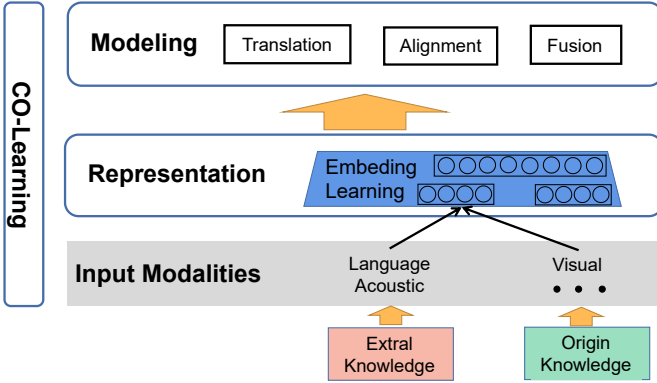 CO-Learning
Modeling
Translation
Alignment
Fusion
Representation
Embeding
Learning
Input Modalities
Language
Acoustic
Visual
• • •
Extral
Knowledge
Origin
Knowledge